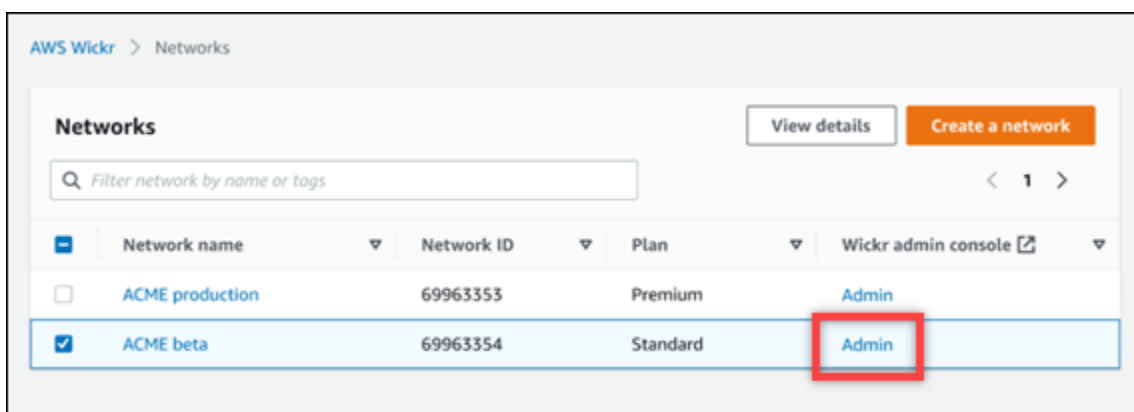 AWS Wickr > Networks
Networks
View details
Create a network
Filter network by name or tags
< 1 >
Network name Network ID Plan Wickr admin console
ACME production 69963353 Premium Admin
ACME beta 69963354 Standard Admin